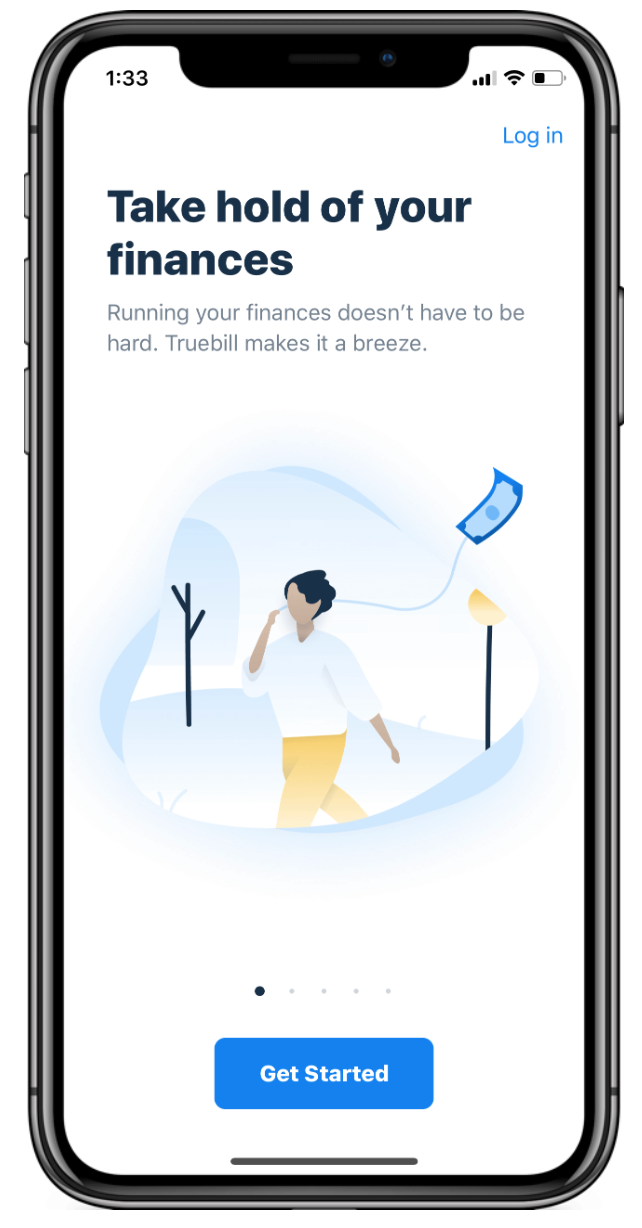 1:33
Log in
Take hold of your
finances
Running your finances doesn’t have to be
hard. Truebill makes it a breeze.
Get Started